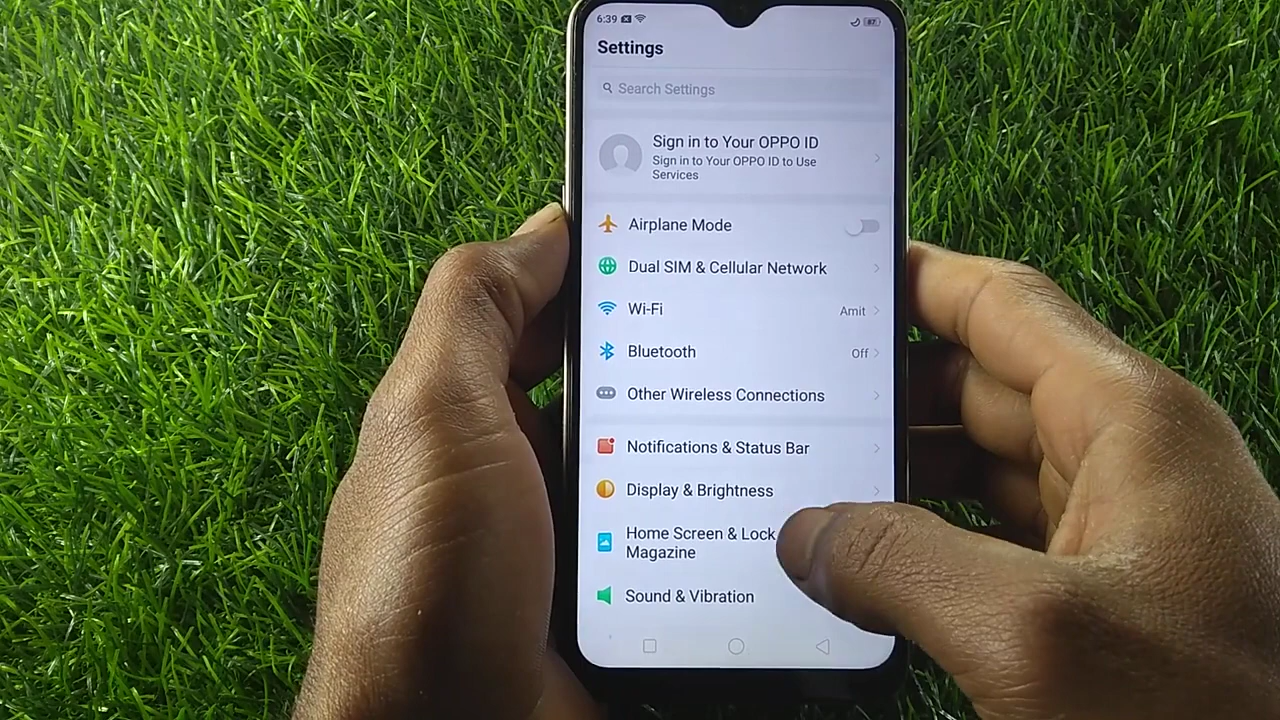 6:39
87
Settings
Search Settings
Sign in to Your OPPO ID
Sign in to Your OPPO ID to Use
Services
Airplane Mode
Dual SIM & Cellular Network
Wi-Fi Amit
Bluetooth Off
Other Wireless Connections
Notifications & Status Bar
Display & Brightness
Home Screen & Lock
Magazine
Sound & Vibration